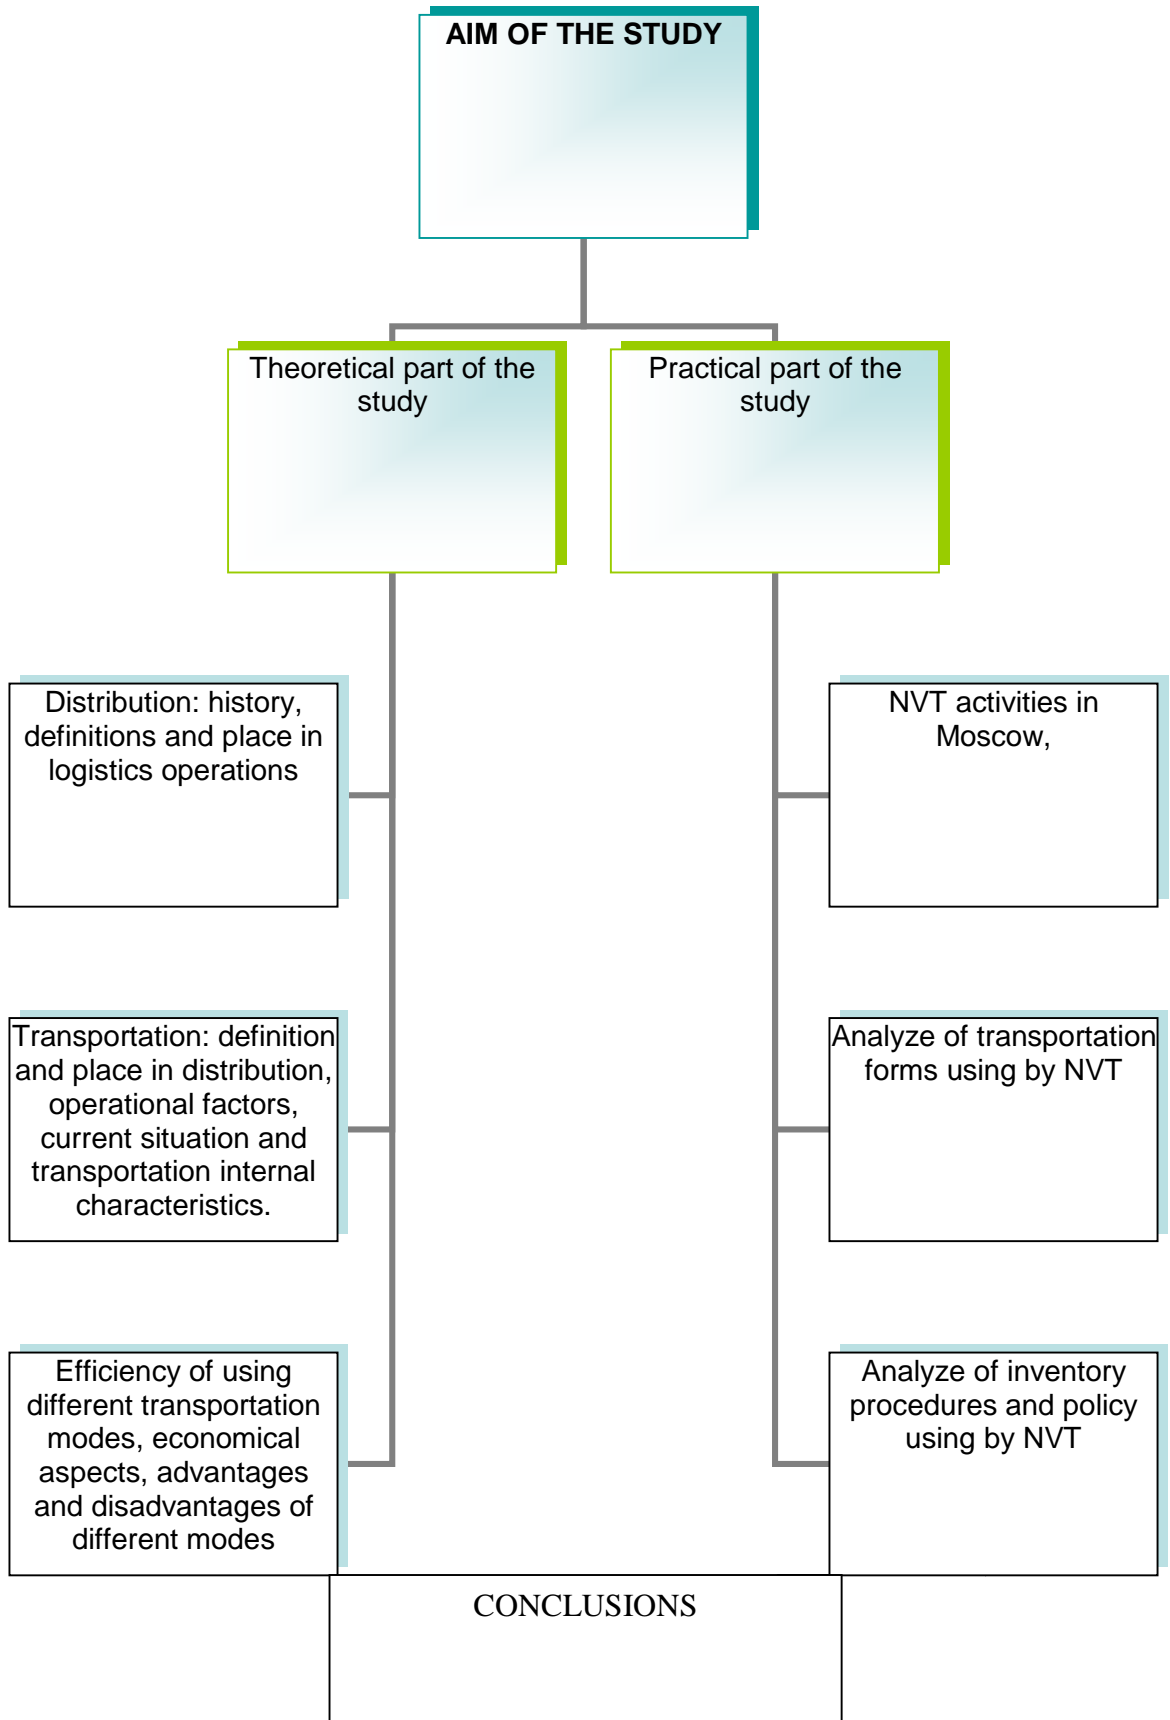 AIM OF THE STUDY
Theoretical part of the
study
Practical part of the
study
Distribution: history,
definitions and place in
logistics operations
NVT activities in
Moscow,
Transportation: definition
and place in distribution,
operational factors,
current situation and
transportation internal
characteristics.
Analyze of transportation
forms using by NVT
Efficiency of using
different transportation
modes, economical
aspects, advantages
and disadvantages of
different modes
Analyze of inventory
procedures and policy
using by NVT
CONCLUSIONS